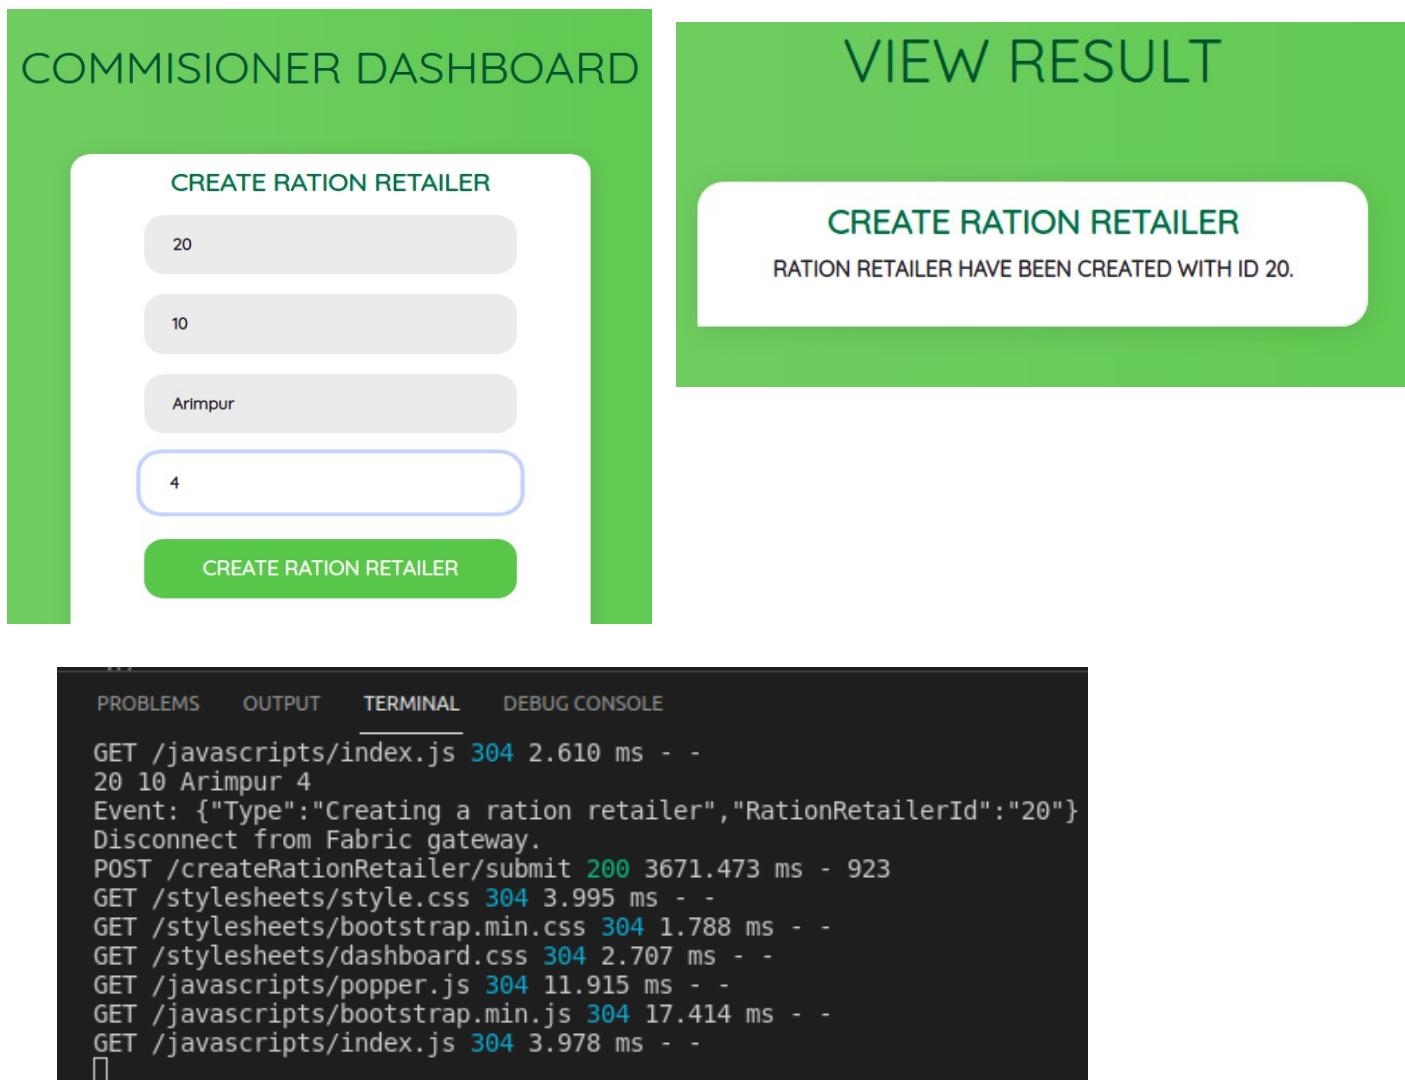 COMMISIONER DASHBOARD
CREATE RATION RETAILER
20
10
Arimpur
4
CREATE RATION RETAILER
VIEW RESULT
CREATE RATION RETAILER
RATION RETAILER HAVE BEEN CREATED WITH ID 20.
PROBLEMS OUTPUT TERMINAL DEBUG CONSOLE
GET /javascripts/index.js 304 2.610 ms - -
20 10 Arimpur 4
Event: {"Type":"Creating a ration retailer","RationRetailerId":"20"}
Disconnect from Fabric gateway.
POST /createRationRetailer/submit 200 3671.473 ms - 923
GET /stylesheets/style.css 304 3.995 ms - -
GET /stylesheets/bootstrap.min.css 304 1.788 ms - -
GET /stylesheets/dashboard.css 304 2.707 ms - -
GET /javascripts/popper.js 304 11.915 ms - -
GET /javascripts/bootstrap.min.js 304 17.414 ms - -
GET /javascripts/index.js 304 3.978 ms - -